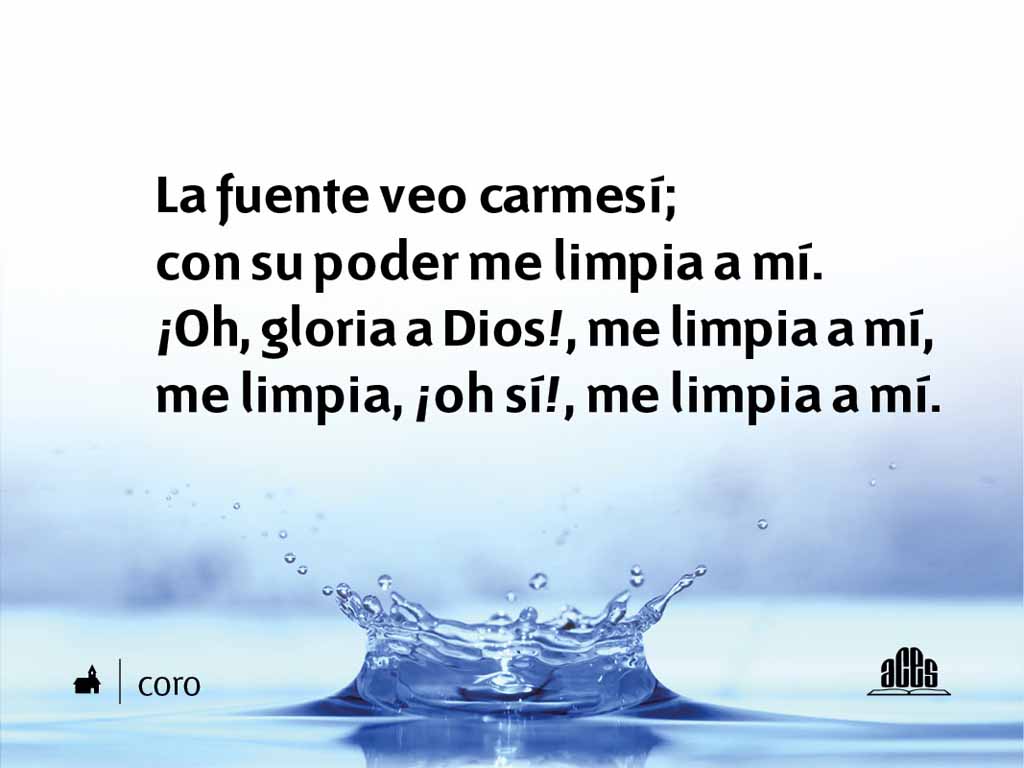 La fuente veo carmesí;
con su poder me limpia a mí.
¡Oh, gloria a Dios!, me limpia a mí,
me limpia, ¡oh sí!, me limpia a mí.
coro
aces